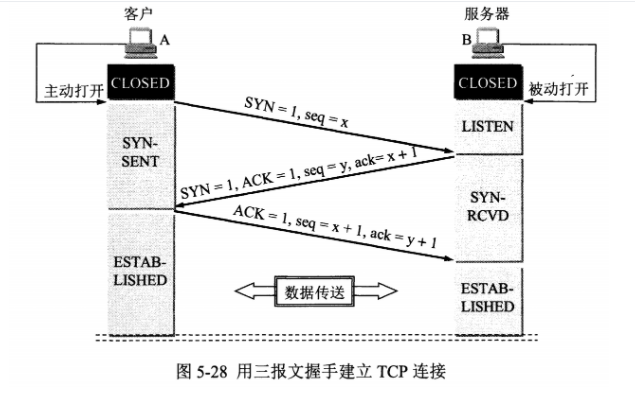 客户
服务器
A
B
CLOSED
CLOSED
主动打开
被动打开
SYN = 1, seq = x
LISTEN
SYN-
SENT
SYN = 1, ACK = 1, seq = y, ack= x + 1
SYN-
RCVD
ACK = 1, seq = x + 1, ack = y + 1
ESTAB-
LISHED
数据传送
ESTAB-
LISHED
图 5-28 用三报文握手建立 TCP 连接